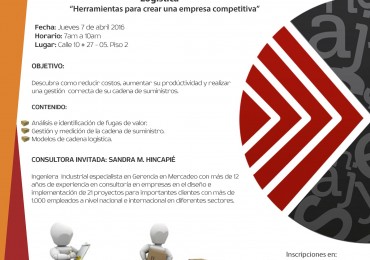 Logística
"Herramientas para crear una empresa competitiva"
Fecha: Jueves 7 de abril 2016
Horario: 7am a 10am
Lugar: Calle 10 # 27 - 05. Piso 2
OBJETIVO:
Descubra como reducir costos, aumentar su productividad y realizar
una gestión correcta de su cadena de suministros.
CONTENIDO:
Análisis e identificación de fugas de valor.
Gestión y medición de la cadena de suministro.
Modelos de cadena logística.
CONSULTORA INVITADA: SANDRA M. HINCAPIÉ
Ingeniera Industrial especialista en Gerencia en Mercadeo con más de 12
años de experiencia en consultoría en empresas en el diseño e
implementación de 21 proyectos para importantes clientes con más de
1,000 empleados a nivel nacional e internacional en diferentes sectores.
Inscripciones en: